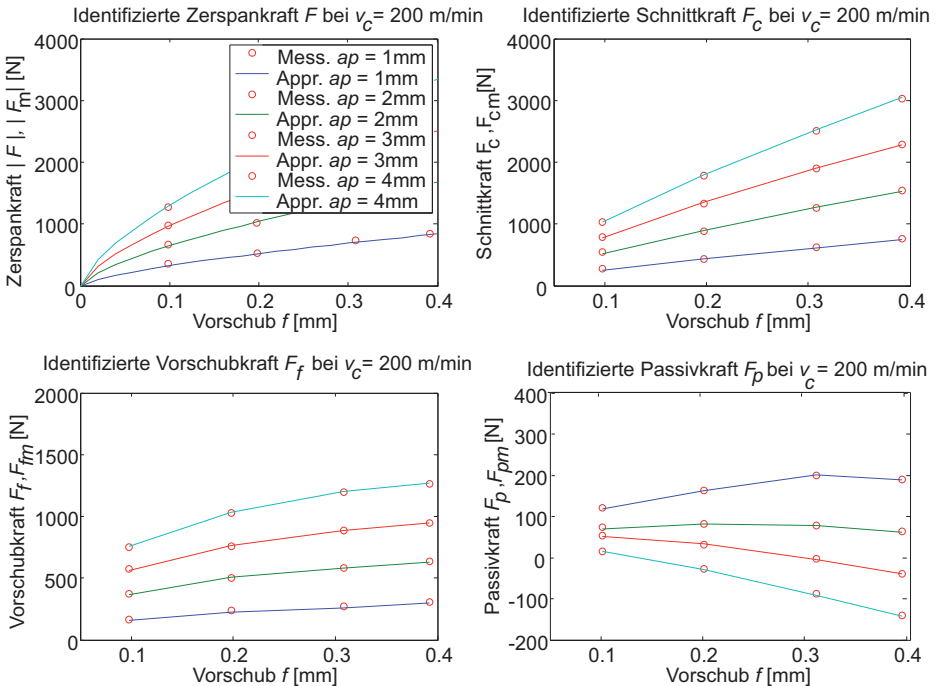 Identifizierte Zerspankraft F bei v_c = 200 m/min
Zerspankraft | F |, | F_m | [N]
4000
3000
2000
1000
0
Mess. ap = 1mm
Appr. ap = 1mm
Mess. ap = 2mm
Appr. ap = 2mm
Mess. ap = 3mm
Appr. ap = 3mm
Mess. ap = 4mm
Appr. ap = 4mm
0 0.1 0.2 0.3 0.4
Vorschub f [mm]
Identifizierte Schnittkraft F_c bei v_c = 200 m/min
Schnittkraft F_c ,F_cm [N]
4000
3000
2000
1000
0
0.1 0.2 0.3 0.4
Vorschub f [mm]
Identifizierte Vorschubkraft F_f bei v_c = 200 m/min
Vorschubkraft F_f ,F_fm [N]
2000
1500
1000
500
0
0.1 0.2 0.3 0.4
Vorschub f [mm]
Identifizierte Passivkraft F_p bei v_c = 200 m/min
Passivkraft F_p ,F_pm [N]
400
300
200
100
0
-100
-200
0.1 0.2 0.3 0.4
Vorschub f [mm]